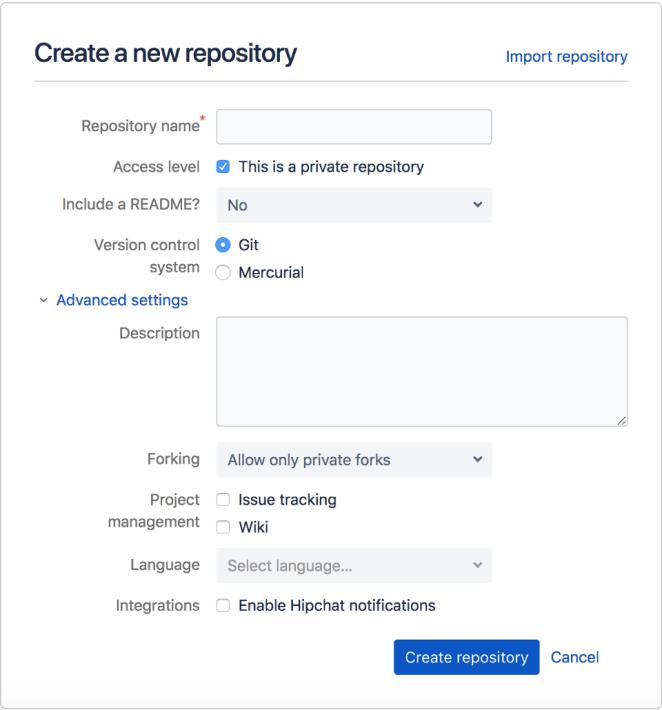 Create a new repository
Import repository
Repository name*
Access level
This is a private repository
Include a README?
No
Version control
system
Git
Mercurial
Advanced settings
Description
Forking
Allow only private forks
Project
management
Issue tracking
Wiki
Language
Select language...
Integrations
Enable Hipchat notifications
Create repository
Cancel